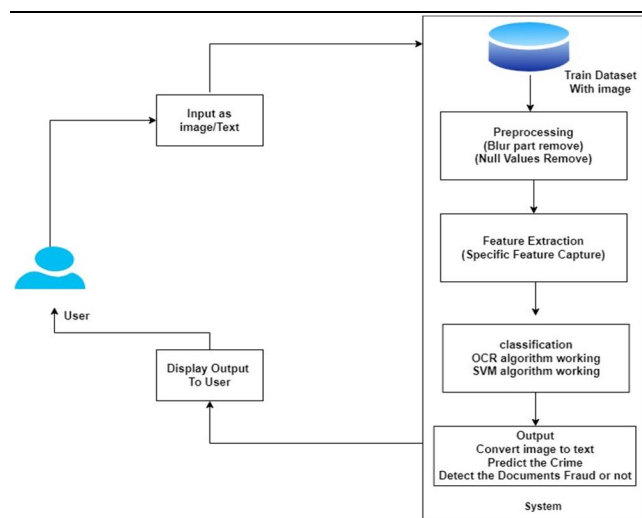 Train Dataset
With image
Input as
image/Text
Preprocessing
(Blur part remove)
(Null Values Remove)
Feature Extraction
(Specific Feature Capture)
User
classification
OCR algorithm working
SVM algorithm working
Display Output
To User
Output
Convert image to text
Predict the Crime
Detect the Documents Fraud or not
System